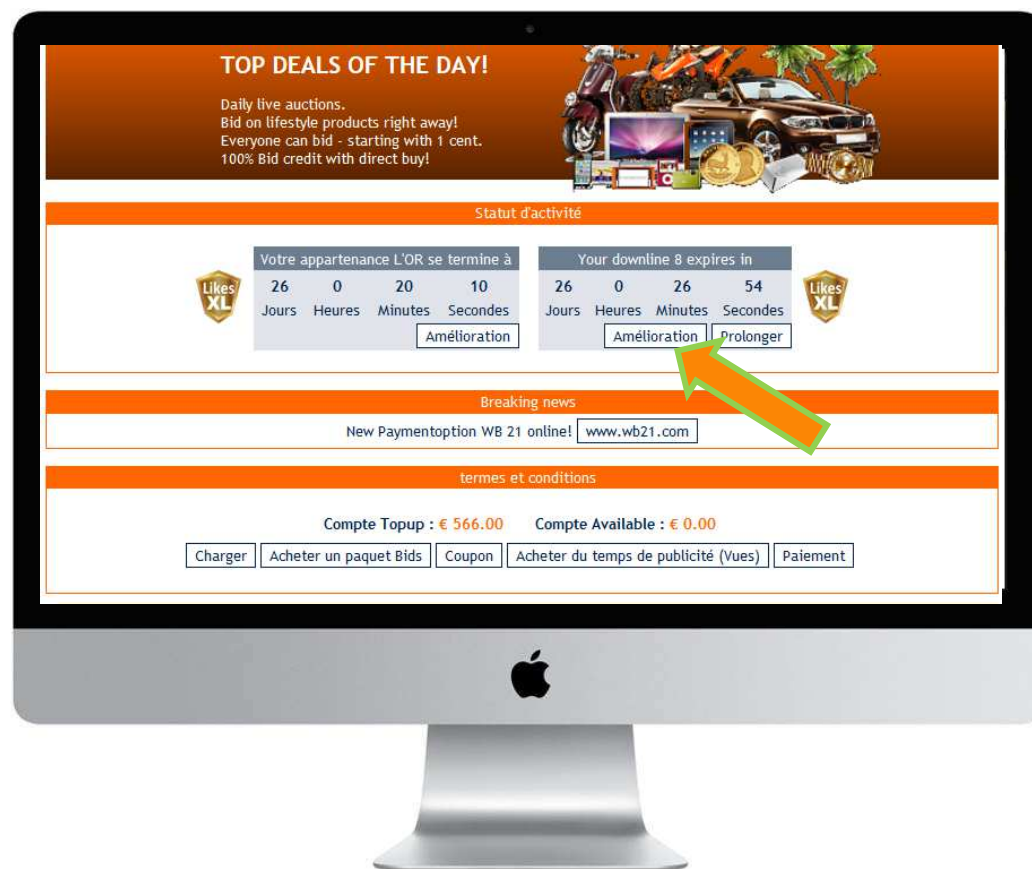 TOP DEALS OF THE DAY!
Daily live auctions.
Bid on lifestyle products right away!
Everyone can bid - starting with 1 cent.
100% Bid credit with direct buy!
Statut d'activité
Likes
XL
Votre appartenance L'OR se termine à
26 0 20 10
Jours Heures Minutes Secondes
Amélioration
Your downline 8 expires in
26 0 26 54
Jours Heures Minutes Secondes
Amélioration Prolonger
Likes
XL
Breaking news
New Paymentoption WB 21 online! www.wb21.com
termes et conditions
Compte Topup : € 566.00 Compte Available : € 0.00
Charger Acheter un paquet Bids Coupon Acheter du temps de publicité (Vues) Paiement